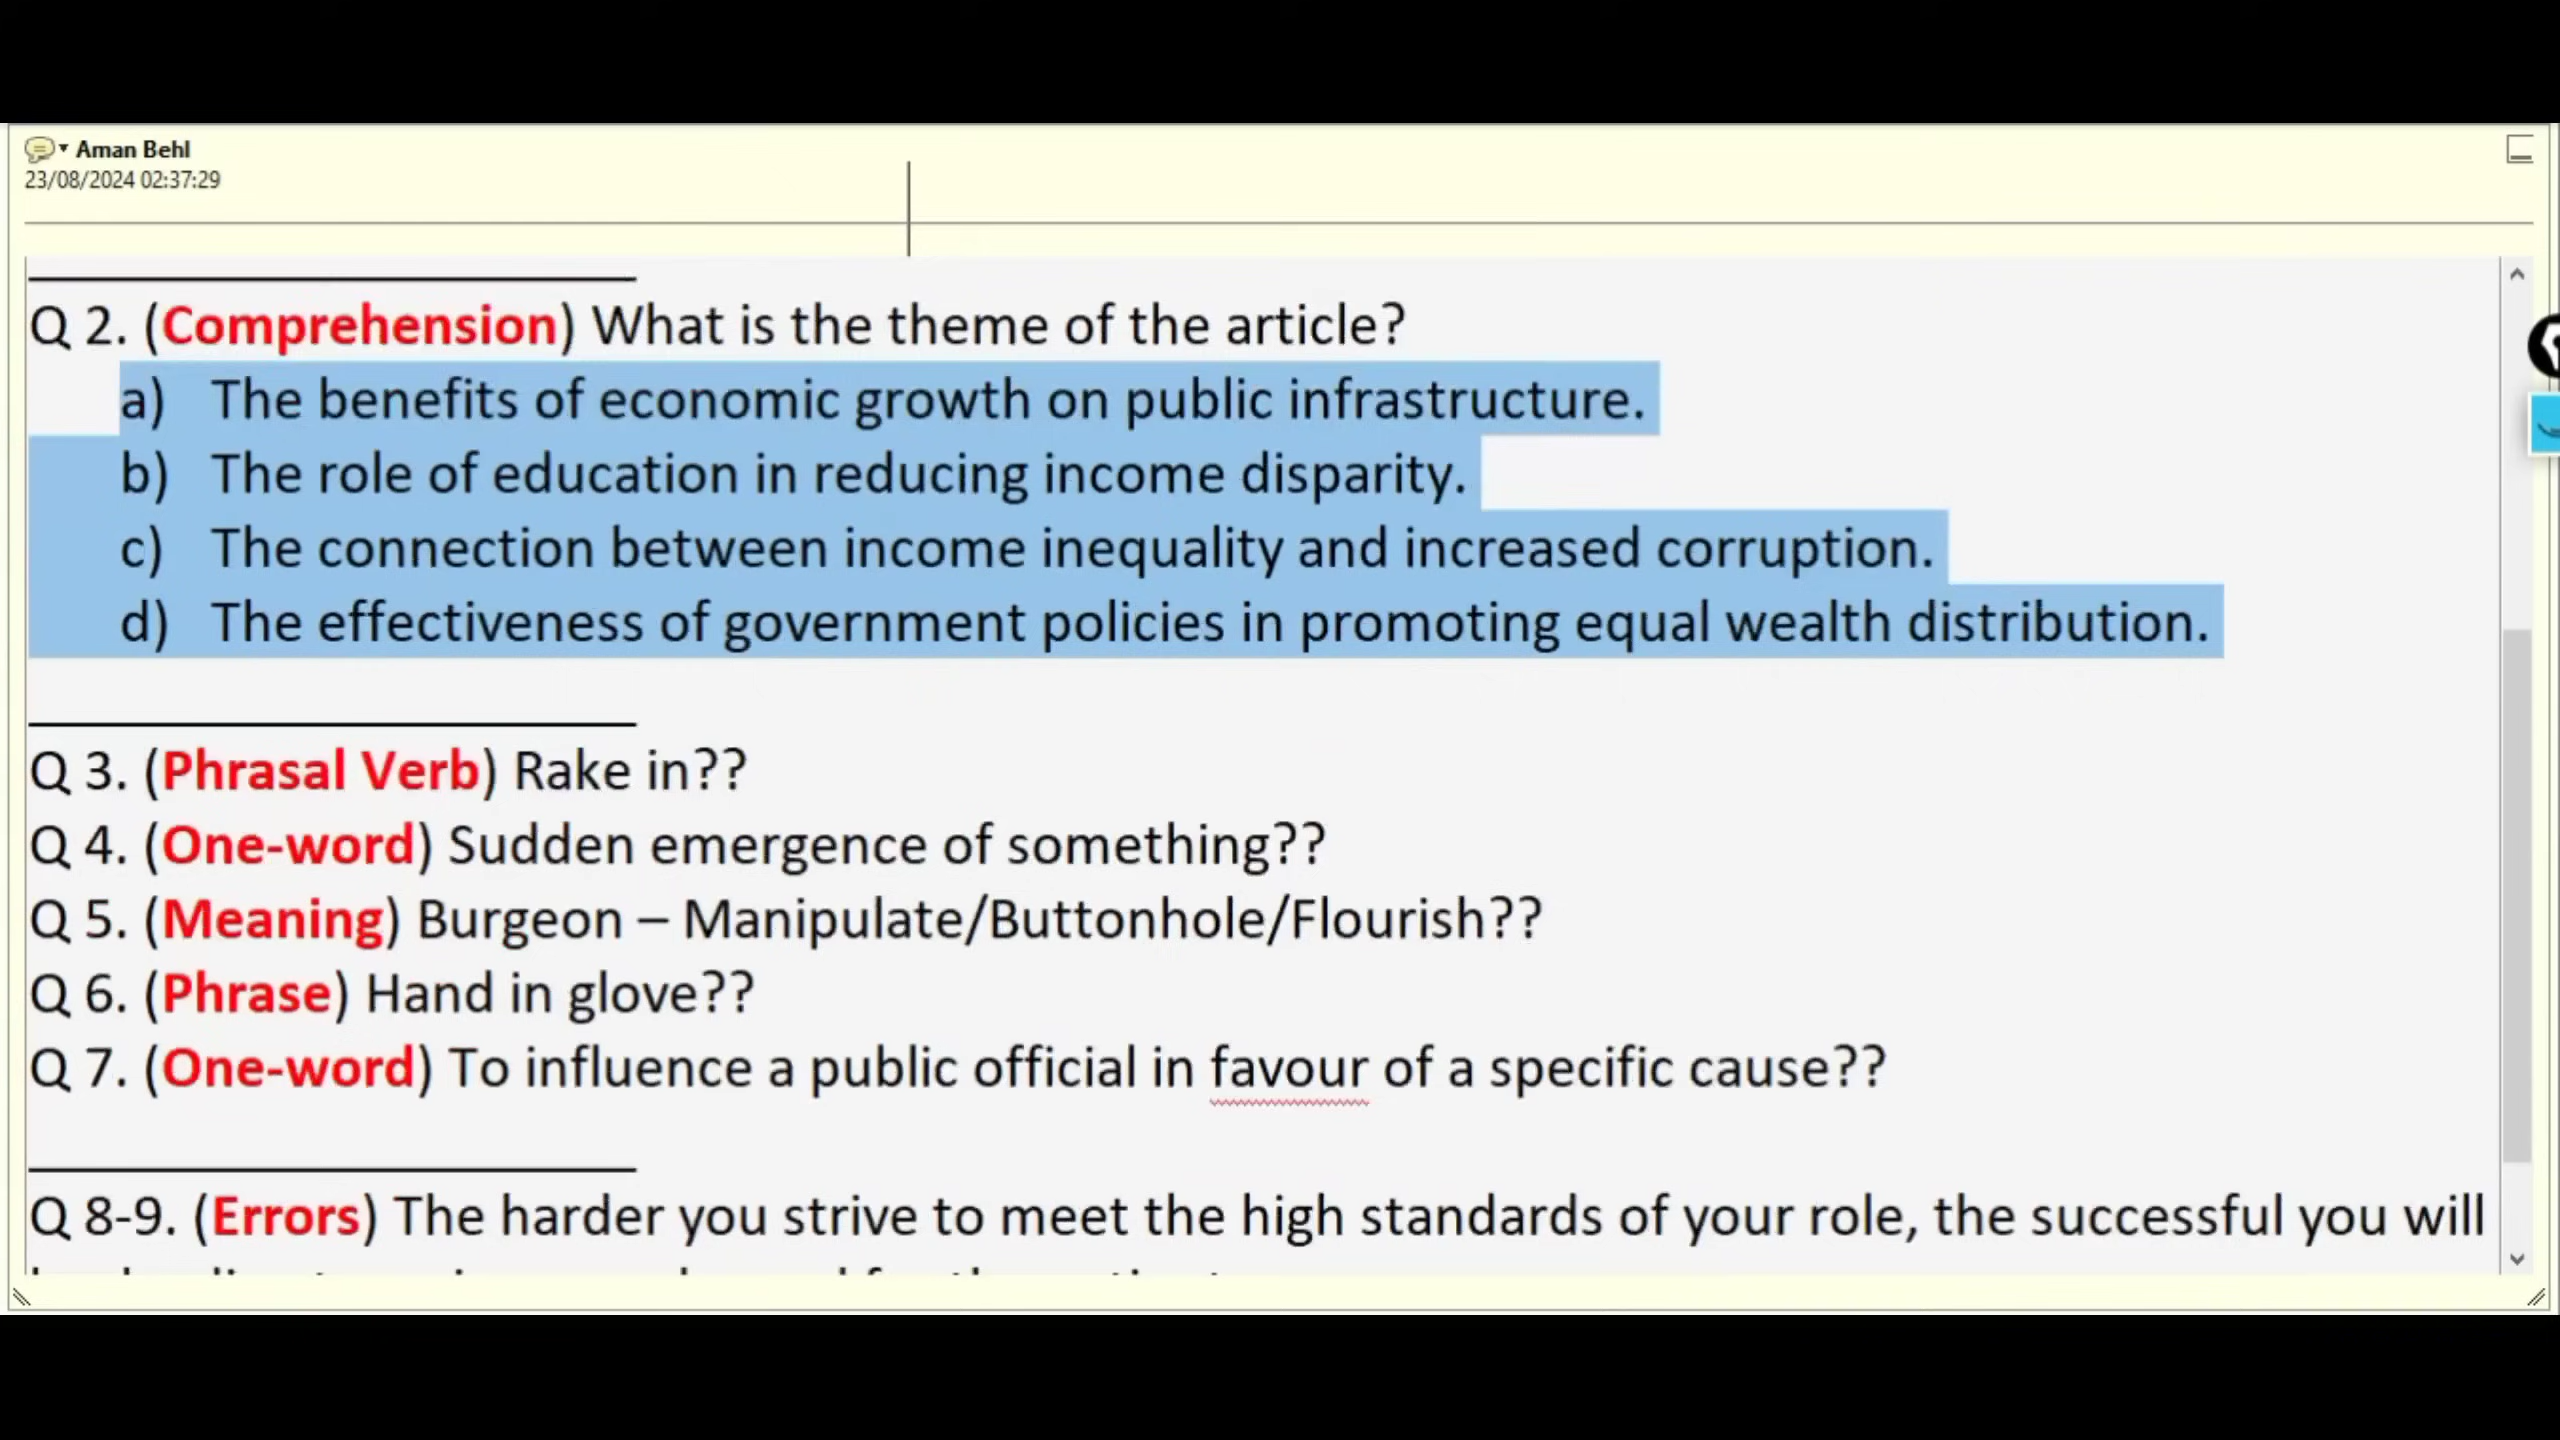 Aman Behl
23/08/2024 02:37:29
Q 2. (Comprehension) What is the theme of the article?
a) The benefits of economic growth on public infrastructure.
b) The role of education in reducing income disparity.
c) The connection between income inequality and increased corruption.
d) The effectiveness of government policies in promoting equal wealth distribution.
Q 3. (Phrasal Verb) Rake in??
Q 4. (One-word) Sudden emergence of something??
Q 5. (Meaning) Burgeon – Manipulate/Buttonhole/Flourish??
Q 6. (Phrase) Hand in glove??
Q 7. (One-word) To influence a public official in favour of a specific cause??
Q 8-9. (Errors) The harder you strive to meet the high standards of your role, the successful you will